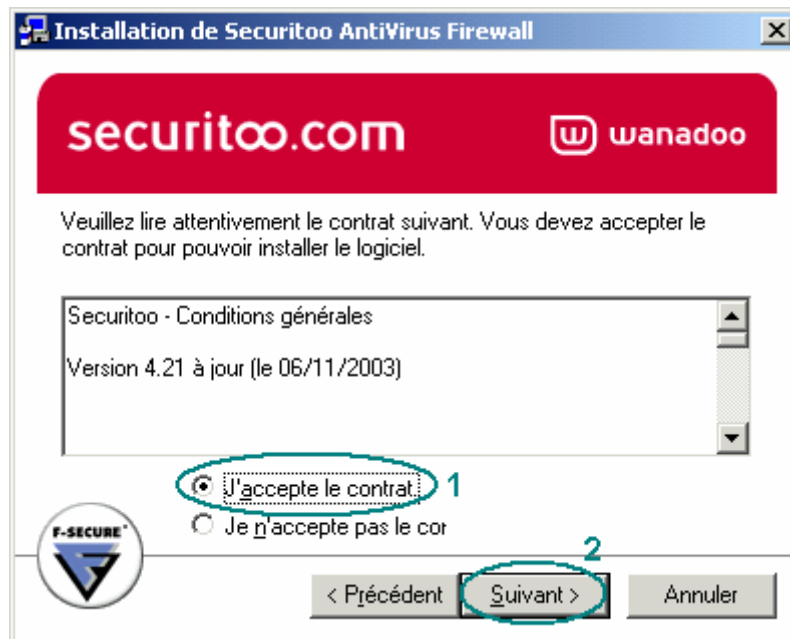 Installation de Securitoo AntiVirus Firewall
securitoo.com
wanadoo
Veuillez lire attentivement le contrat suivant. Vous devez accepter le
contrat pour pouvoir installer le logiciel.
Securitoo - Conditions générales
Version 4.21 à jour (le 06/11/2003)
J'accepte le contrat. 1
Je n'accepte pas le cor
F-SECURE
2
< Précédent Suivant > Annuler